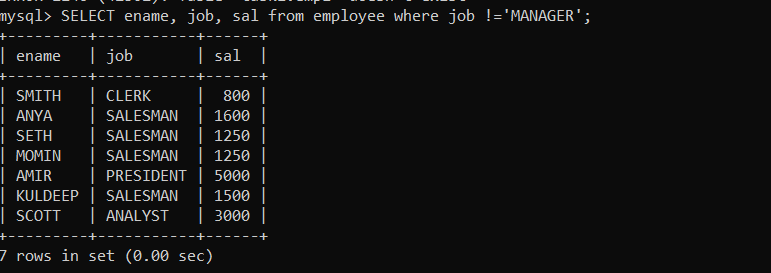 mysql> SELECT ename, job, sal from employee where job !='MANAGER';
+---------+-----------+------+
| ename   | job       | sal  |
+---------+-----------+------+
| SMITH   | CLERK     |  800 |
| ANYA    | SALESMAN  | 1600 |
| SETH    | SALESMAN  | 1250 |
| MOMIN   | SALESMAN  | 1250 |
| AMIR    | PRESIDENT | 5000 |
| KULDEEP | SALESMAN  | 1500 |
| SCOTT   | ANALYST   | 3000 |
+---------+-----------+------+
7 rows in set (0.00 sec)